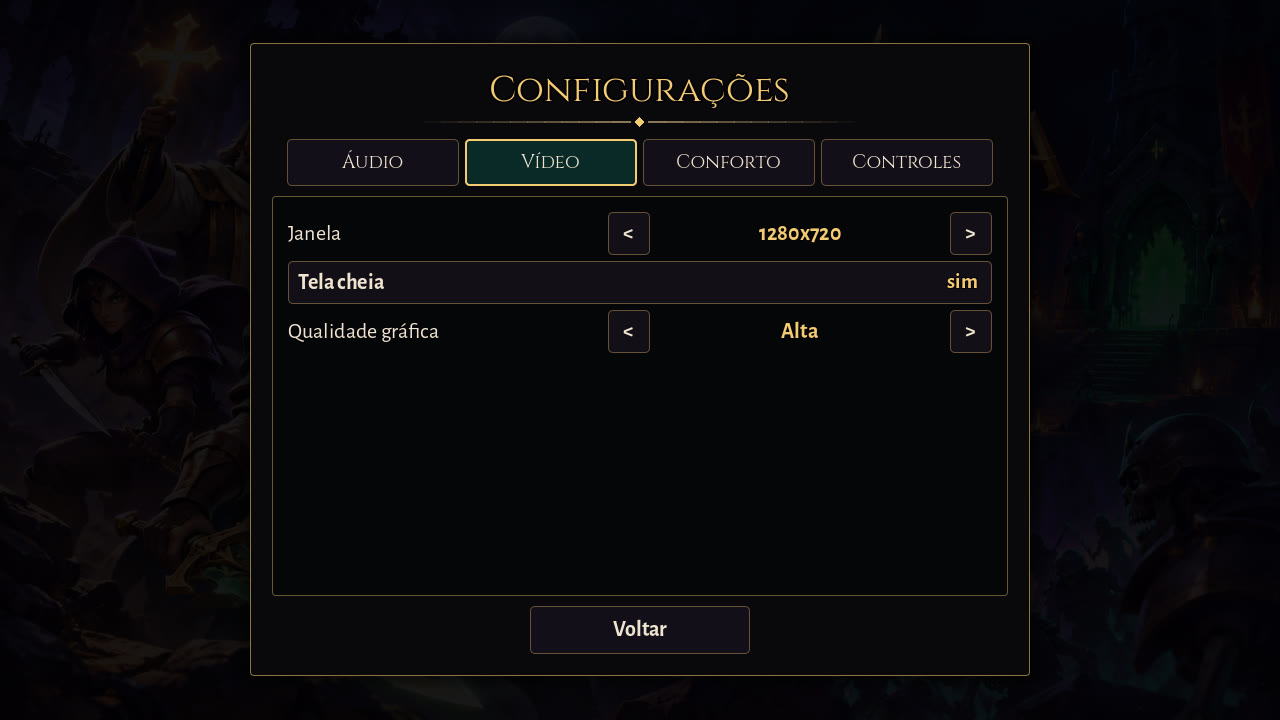 Configurações
Áudio
Vídeo
Conforto
Controles
Janela < 1280x720 >
Tela cheia sim
Qualidade gráfica < Alta >
Voltar